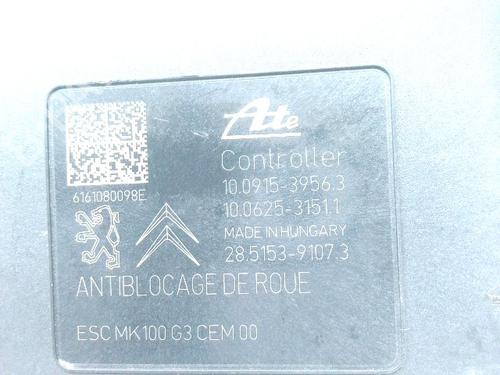 Ate
Controller
10.0915-3956.3
10.0625-3151.1
6161080098E
MADE IN HUNGARY
28.5153-9107.3
ANTIBLOCAGE DE ROUE
ESC MK100 G3 CEM 00